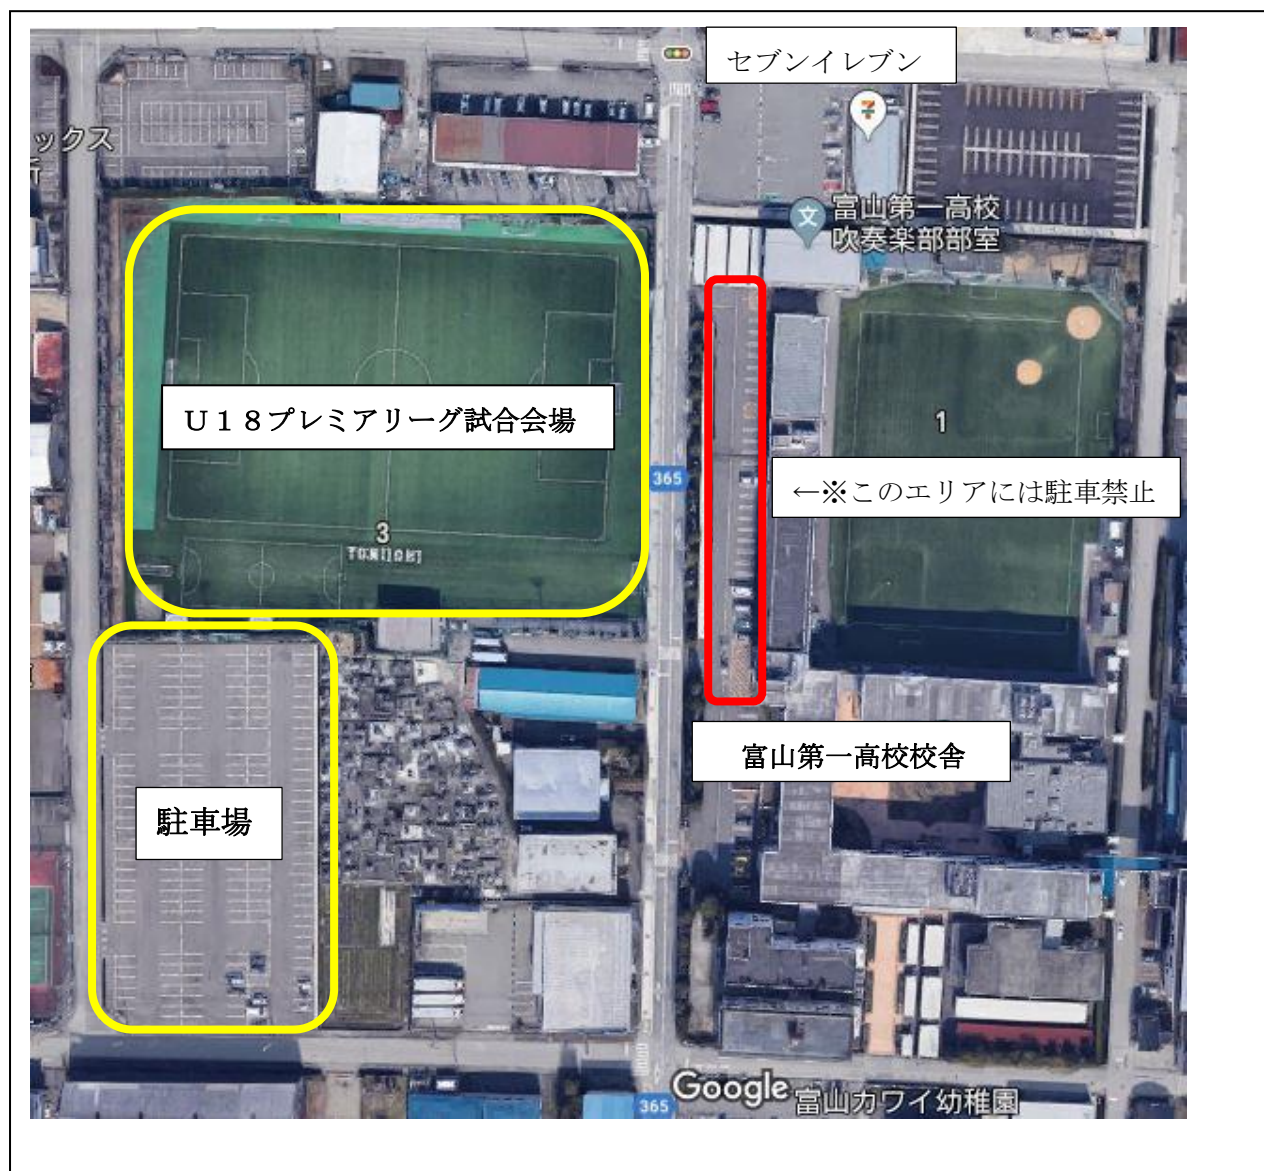 セブンイレブン
ックス
富山第一高校
吹奏楽部部室
文
U18プレミアリーグ試合会場
1
365
←※このエリアには駐車禁止
3
富山第一高校校舎
駐車場
Google
365
富山カワイ幼稚園